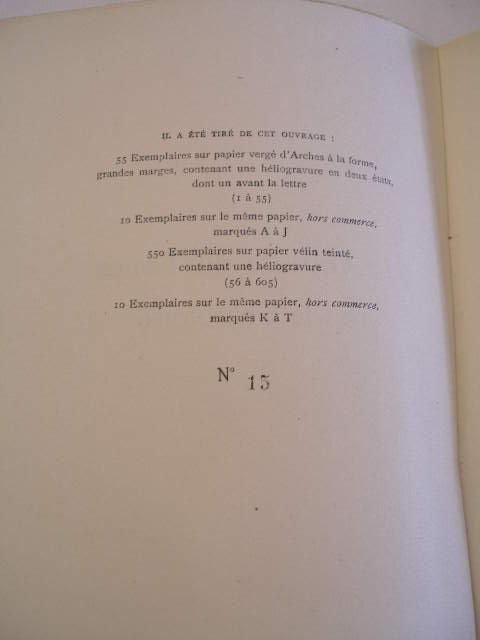 IL A ÉTÉ TIRÉ DE CET OUVRAGE :
55 Exemplaires sur papier vergé d'Arches à la forme,
grandes marges, contenant une héliogravure en deux états,
dont un avant la lettre
(1 à 55)
10 Exemplaires sur le même papier, hors commerce,
marqués A à J
550 Exemplaires sur papier vélin teinté,
contenant une héliogravure
(56 à 605)
10 Exemplaires sur le même papier, hors commerce,
marqués K à T
N° 15